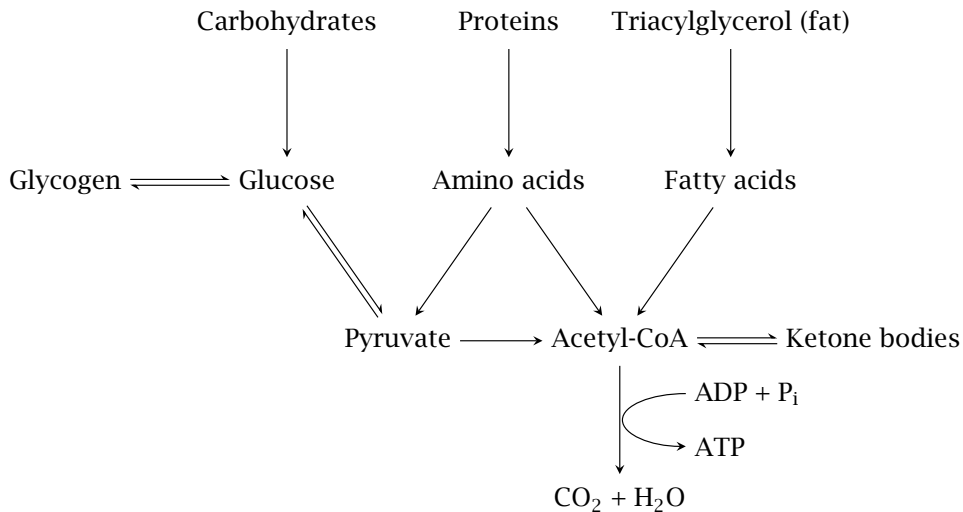 Carbohydrates Proteins Triacylglycerol (fat)
Glycogen Glucose Amino acids Fatty acids
Pyruvate Acetyl-CoA Ketone bodies
ADP + Pᵢ
ATP
CO₂ + H₂O